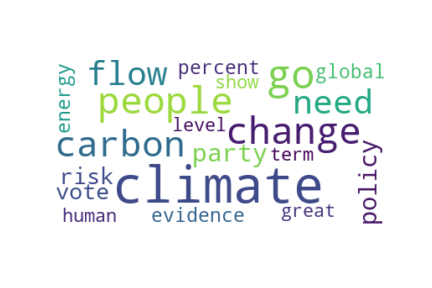 energy
flow
percent
show
go
global
people
need
level
change
carbon
party
term
policy
risk
vote
climate
human
evidence
great